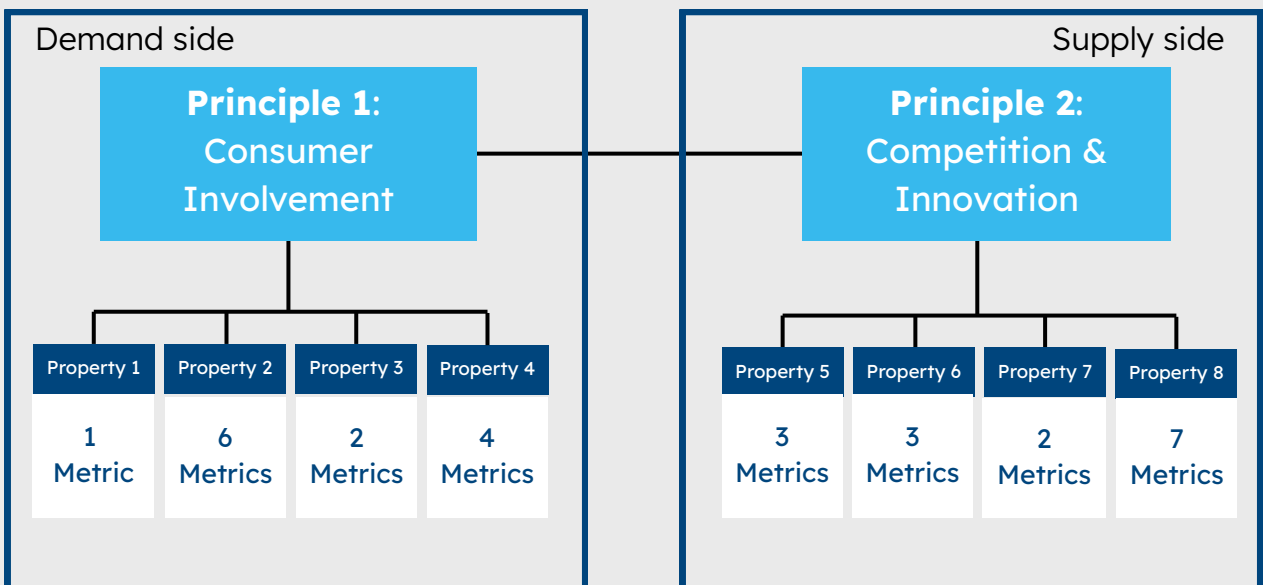 Demand side
Principle 1:
Consumer
Involvement
Property 1
Property 2
Property 3
Property 4
1
Metric
6
Metrics
2
Metrics
4
Metrics
Supply side
Principle 2:
Competition &
Innovation
Property 5
Property 6
Property 7
Property 8
3
Metrics
3
Metrics
2
Metrics
7
Metrics